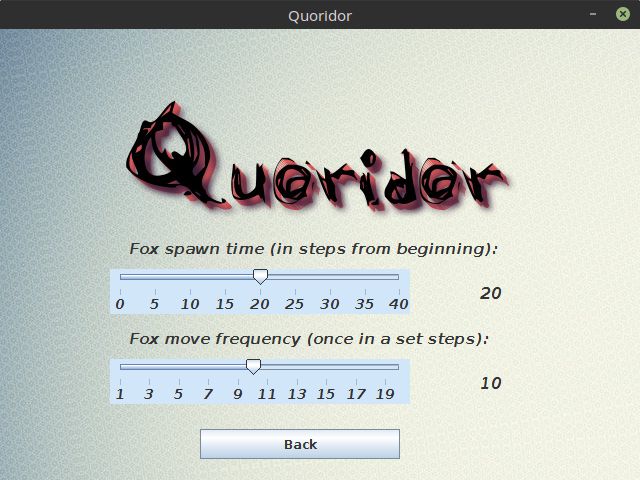 Quoridor
Quoridor
Fox spawn time (in steps from beginning):
0 5 10 15 20 25 30 35 40
20
Fox move frequency (once in a set steps):
1 3 5 7 9 11 13 15 17 19
10
Back